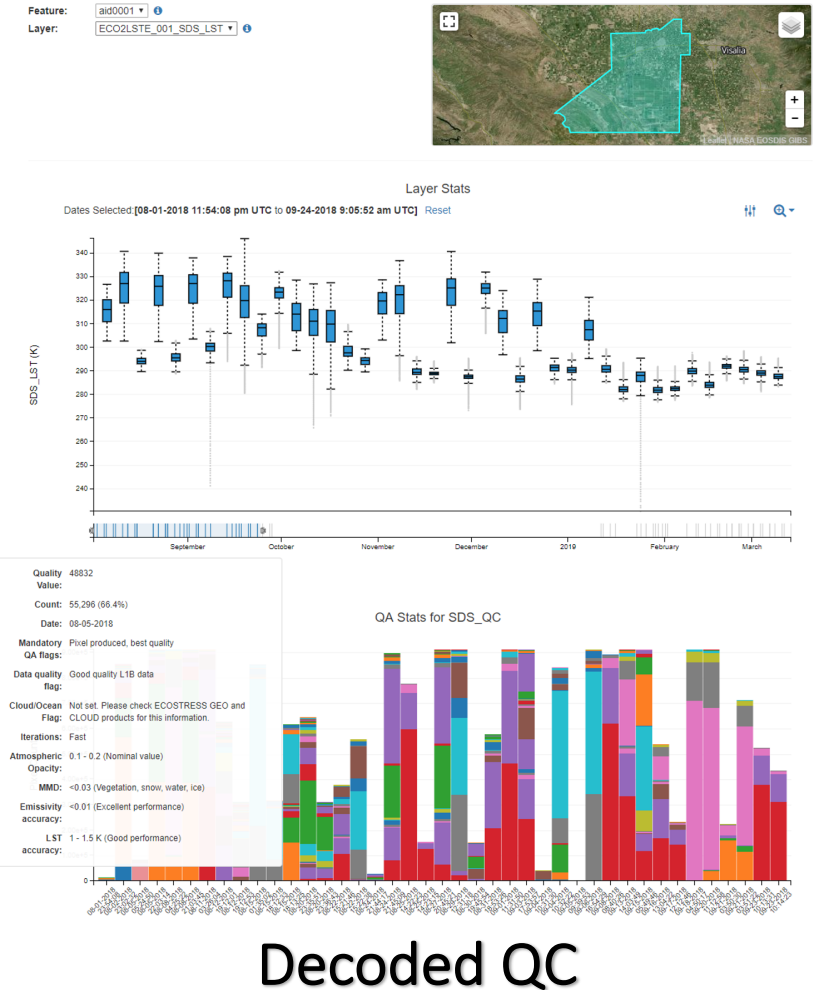 Feature: aid0001
Layer: ECO2LSTE_001_SDS_LST
Visalia
+
−
Leaflet | NASA EOSDIS GIBS
Layer Stats
Dates Selected:[08-01-2018 11:54:08 pm UTC to 09-24-2018 9:05:52 am UTC] Reset
SDS_LST (K)
340
330
320
310
300
290
280
270
260
250
240
September October November December 2019 February March
QA Stats for SDS_QC
Quality Value: 48832
Count: 55,296 (66.4%)
Date: 08-05-2018
Mandatory QA flags: Pixel produced, best quality
Data quality flag: Good quality L1B data
Cloud/Ocean Flag: Not set. Please check ECOSTRESS GEO and
CLOUD products for this information.
Iterations: Fast
Atmospheric Opacity: 0.1 - 0.2 (Nominal value)
MMD: <0.03 (Vegetation, snow, water, ice)
Emissivity accuracy: <0.01 (Excellent performance)
LST accuracy: 1 - 1.5 K (Good performance)
0
Decoded QC